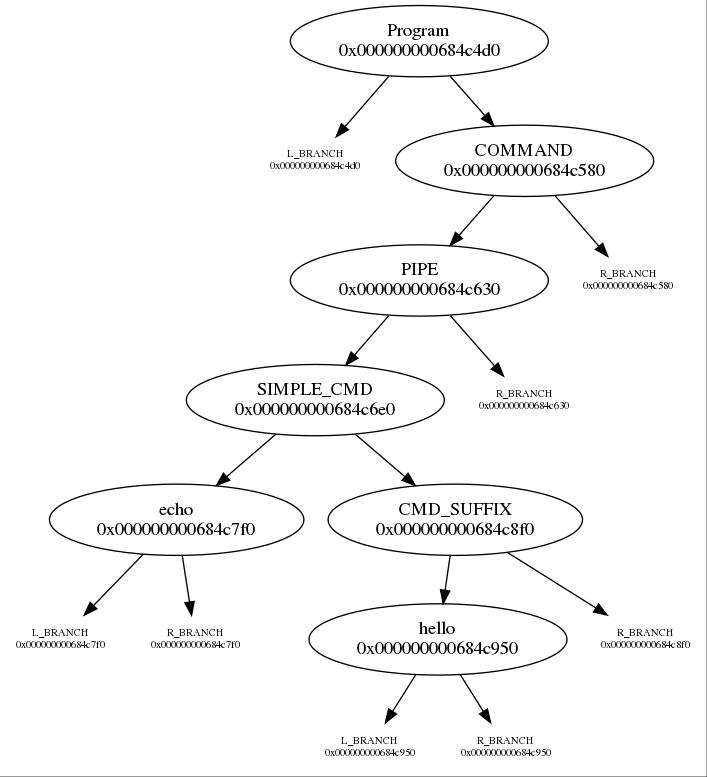 Program
0x000000000684c4d0
L_BRANCH
0x000000000684c4d0
COMMAND
0x000000000684c580
PIPE
0x000000000684c630
R_BRANCH
0x000000000684c580
SIMPLE_CMD
0x000000000684c6e0
R_BRANCH
0x000000000684c630
echo
0x000000000684c7f0
CMD_SUFFIX
0x000000000684c8f0
L_BRANCH
0x000000000684c7f0
R_BRANCH
0x000000000684c7f0
hello
0x000000000684c950
R_BRANCH
0x000000000684c8f0
L_BRANCH
0x000000000684c950
R_BRANCH
0x000000000684c950